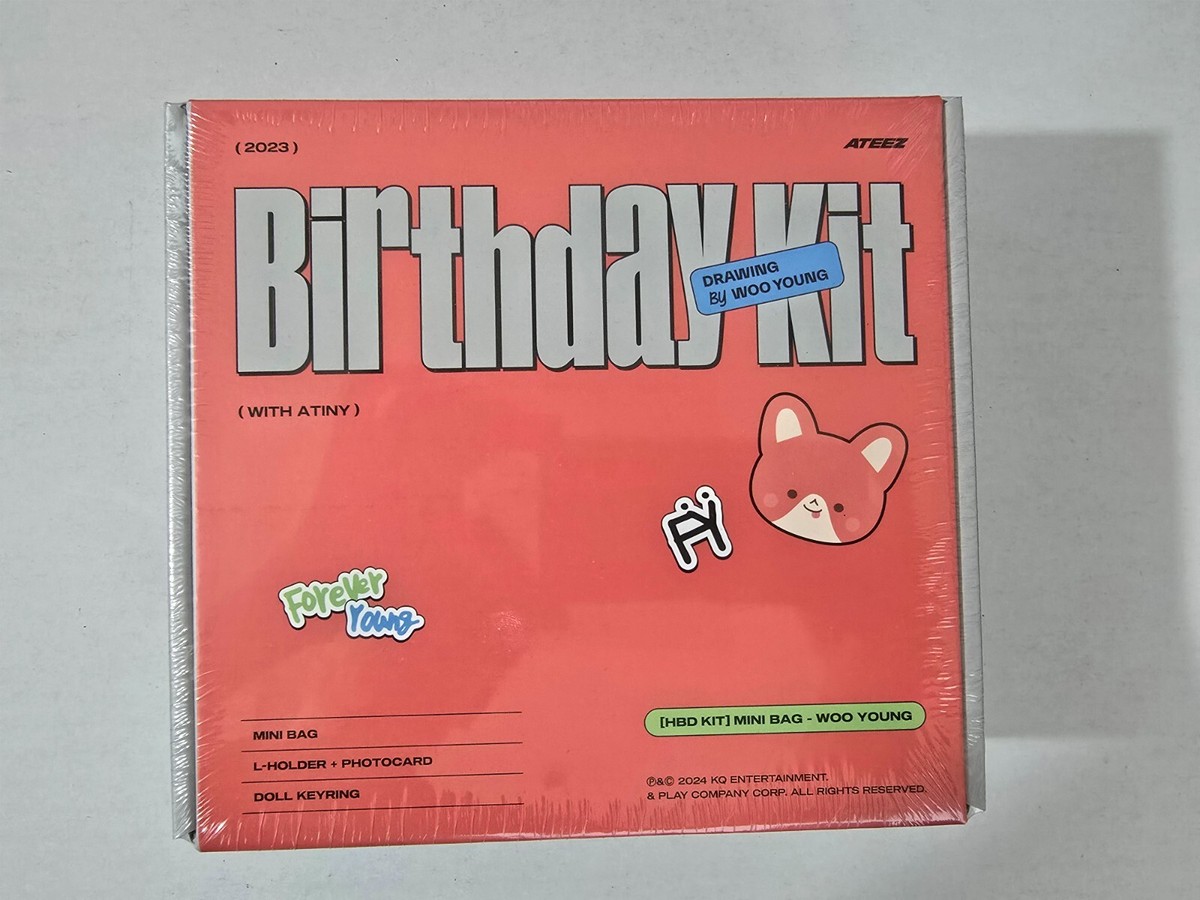 ( 2023 )
ATEEZ
Birthday Kit
DRAWING
By WOO YOUNG
( WITH ATINY )
FY
Forever
Young
MINI BAG
L-HOLDER + PHOTOCARD
DOLL KEYRING
[HBD KIT] MINI BAG - WOO YOUNG
℗&© 2024 KQ ENTERTAINMENT.
& PLAY COMPANY CORP. ALL RIGHTS RESERVED.